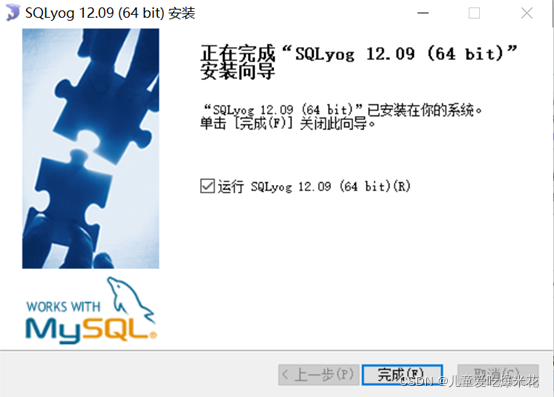 SQLyog 12.09 (64 bit) 安装
正在完成“SQLyog 12.09 (64 bit)”
安装向导
“SQLyog 12.09 (64 bit)”已安装在你的系统。
单击 [完成(F)] 关闭此向导。
运行 SQLyog 12.09 (64 bit)(R)
WORKS WITH
MySQL®
< 上一步(P)
完成(F)
取消(C)
CSDN @儿童爱吃爆米花